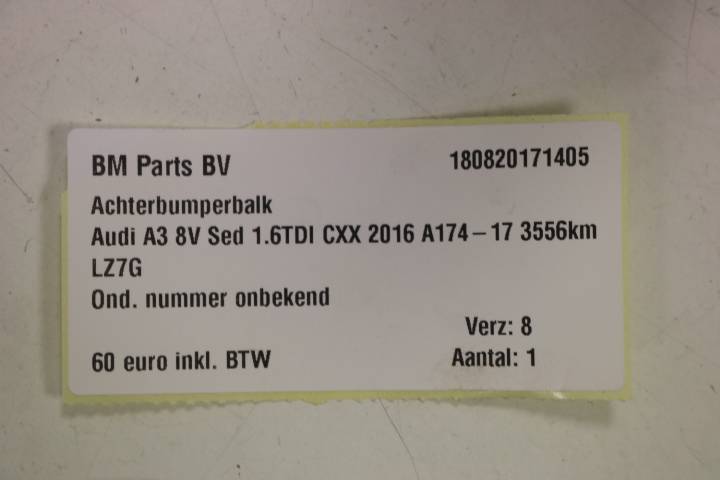 BM Parts BV 180820171405
Achterbumperbalk
Audi A3 8V Sed 1.6TDI CXX 2016 A174-17 3556km
LZ7G
Ond. nummer onbekend
Verz: 8
60 euro inkl. BTW Aantal: 1